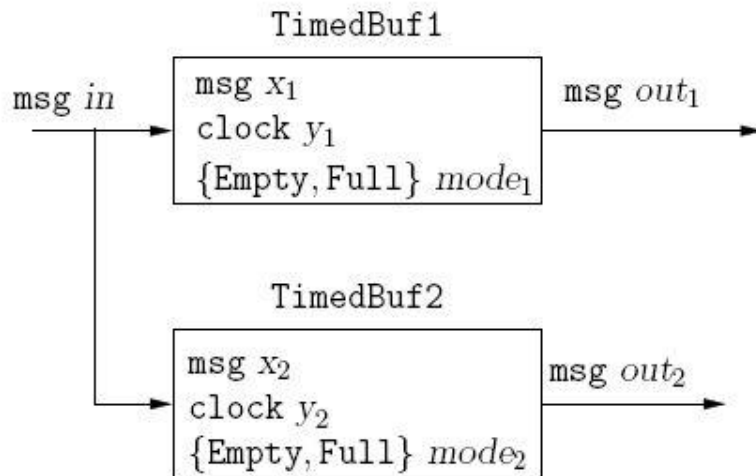 TimedBuf1
msg in
msg x₁
clock y₁
{Empty, Full} mode₁
msg out₁
TimedBuf2
msg x₂
clock y₂
{Empty, Full} mode₂
msg out₂